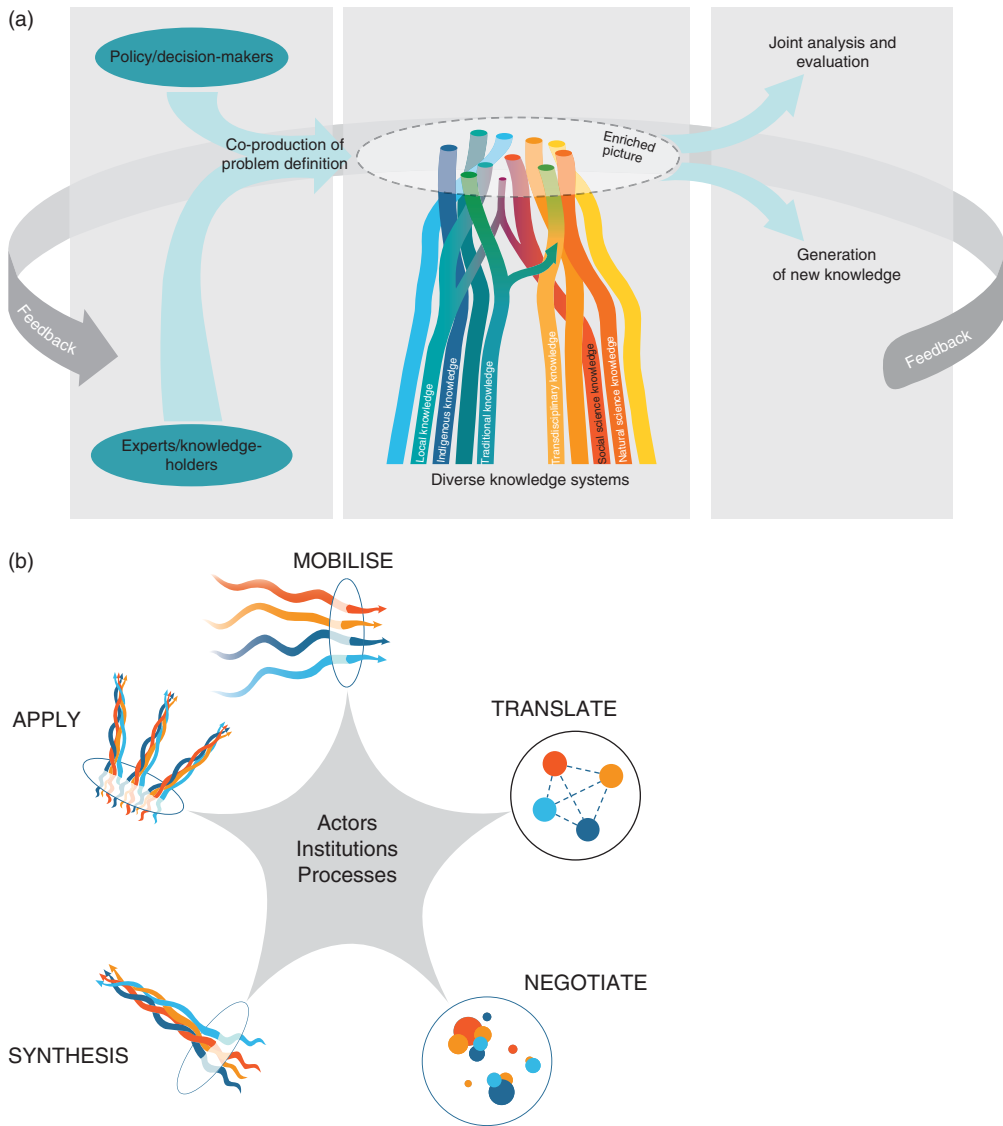 (a)
Policy/decision-makers
Co-production of
problem definition
Experts/knowledge-
holders
Feedback
Enriched
picture
Local knowledge
Indigenous knowledge
Traditional knowledge
Transdisciplinary knowledge
Social science knowledge
Natural science knowledge
Diverse knowledge systems
Joint analysis and
evaluation
Generation
of new knowledge
Feedback
(b)
MOBILISE
TRANSLATE
NEGOTIATE
SYNTHESIS
APPLY
Actors
Institutions
Processes